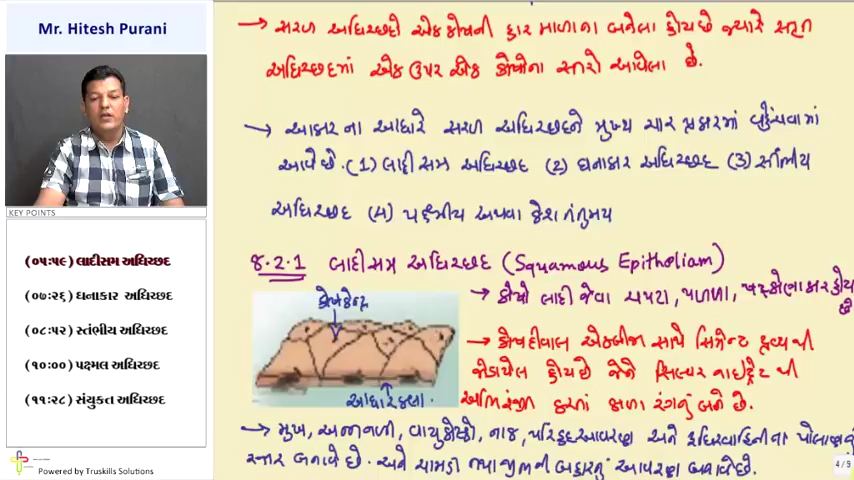 Mr. Hitesh Purani
KEY POINTS
(૦૫:૫૯) લાદીસમ અધિચ્છદ
(૦૭:૨૬) ઘનાકાર અધિચ્છદ
(૦૮:૫૨) સ્તંભીય અધિચ્છદ
(૧૦:૦૦) પક્ષ્મલ અધિચ્છદ
(૧૧:૨૮) સંયુક્ત અધિચ્છદ
Powered by Truskills Solutions
→ સરળ અધિચ્છદો એકકોષની હાર માળાના બનેલા હોય છે જ્યારે
અધિચ્છદમાં એક ઉપર એક કોષોના સ્તરો આવેલા છે.
→ આકારના આધારે સરળ અધિચ્છદને મુખ્ય ચાર પ્રકારમાં વહેંચવામાં
આવે છે. (1) લાદીસમ અધિચ્છદ (2) ઘનાકાર અધિચ્છદ (3) સ્તંભીય
અધિચ્છદ (4) પક્ષ્મીય અથવા કેશતંતુમય
8.2.1 લાદીસમ અધિચ્છદ (Squamous Epitholiam)
→ કોષો લાદી જેવા ચપટા, પાતળા, ષટ્કોણાકાર હોય
છે
કોષકેન્દ્ર
આધારકલા
→ કોષદીવાલ એકબીજા સાથે સિમેન્ટ દ્રવ્યથી
જોડાયેલ હોય છે જેને સિલ્વર નાઇટ્રેટ થી
અભિરંજીત કરતાં કાળા રંગનું બને છે.
→ મુખ, અન્નનળી, વાયુકોષ્ઠો, પરિહૃદઆવરણ અને રુધિરવાહિનીના પોલાણનું
સ્તર બનાવે છે. અને ચામડી બહારનું આવરણ બનાવે છે.
4/9